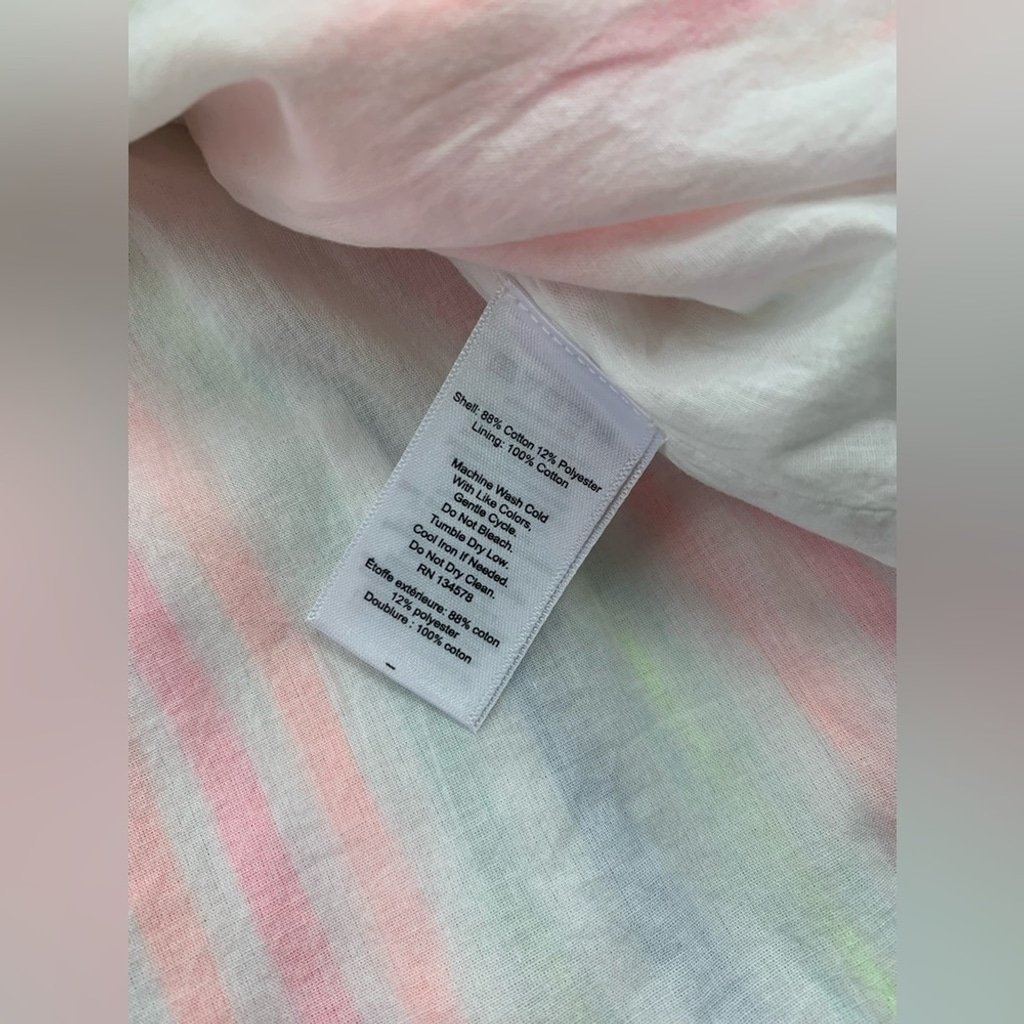 Shell: 88% Cotton 12% Polyester
Lining: 100% Cotton
Machine Wash Cold
With Like Colors,
Gentle Cycle.
Do Not Bleach.
Tumble Dry Low.
Cool Iron If Needed.
Do Not Dry Clean.
RN 134578
Étoffe extérieure: 88% coton
12% polyester
Doublure : 100% coton